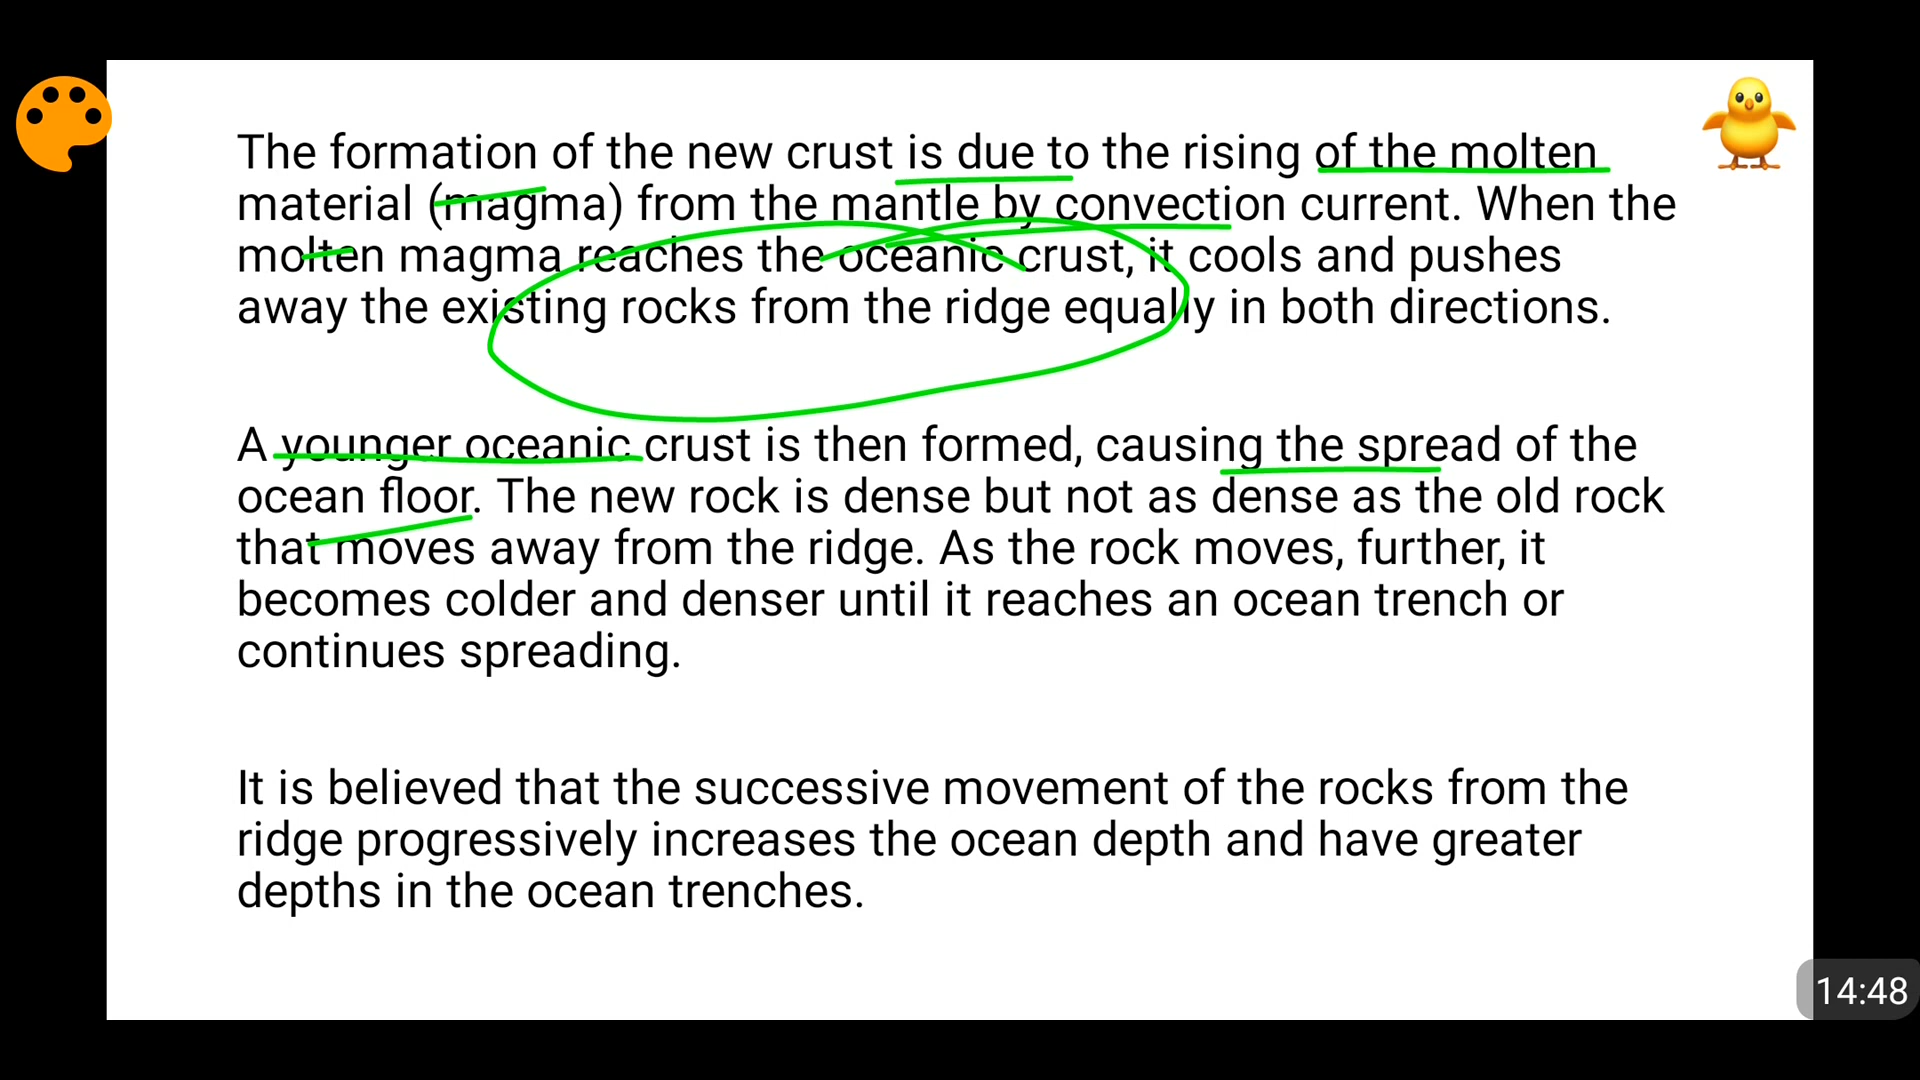 The formation of the new crust is due to the rising of the molten
material (magma) from the mantle by convection current. When the
molten magma reaches the oceanic crust, it cools and pushes
away the existing rocks from the ridge equally in both directions.
A younger oceanic crust is then formed, causing the spread of the
ocean floor. The new rock is dense but not as dense as the old rock
that moves away from the ridge. As the rock moves, further, it
becomes colder and denser until it reaches an ocean trench or
continues spreading.
It is believed that the successive movement of the rocks from the
ridge progressively increases the ocean depth and have greater
depths in the ocean trenches.
14:48